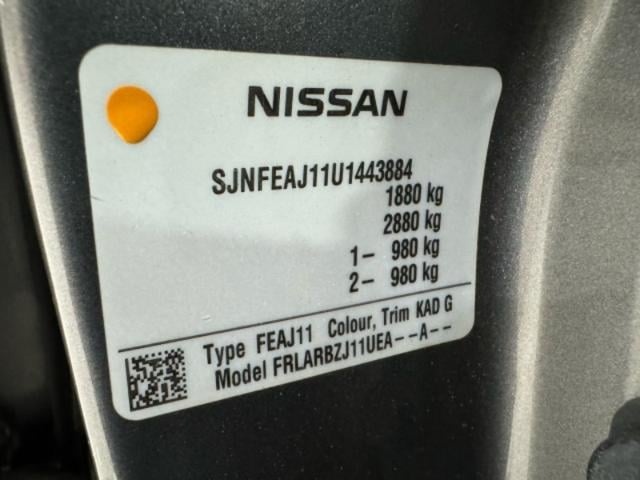 NISSAN
SJNFEAJ11U1443884
1880 kg
2880 kg
1– 980 kg
2– 980 kg
Type FEAJ11 Colour, Trim KAD G
Model FRLARBZJ11UEA--A--